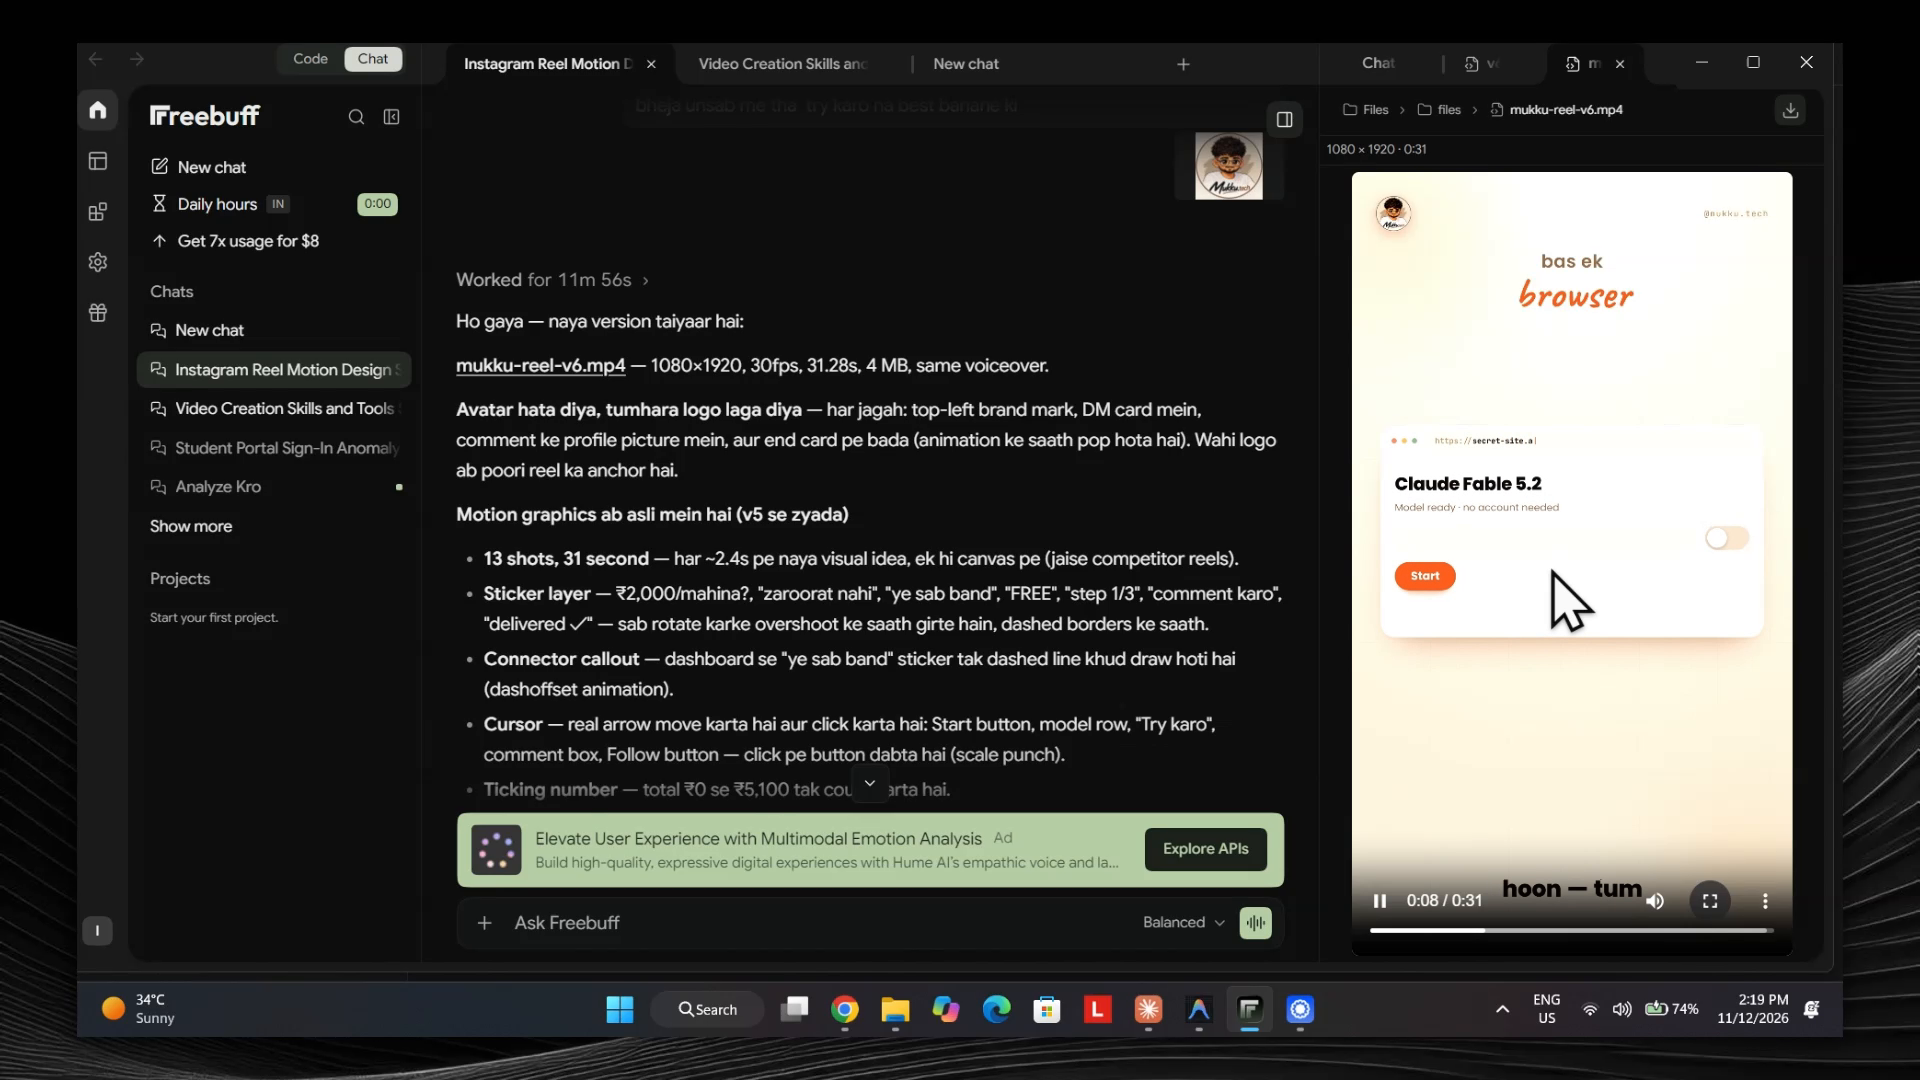 Code
Chat
Instagram Reel Motion D
Video Creation Skills and
New chat
Chat
Freebuff
New chat
Daily hours IN 0:00
Get 7x usage for $8
Chats
New chat
Instagram Reel Motion Design S
Video Creation Skills and Tools
Student Portal Sign-In Anomaly
Analyze Kro
Show more
Projects
Start your first project.
bheja unsab me tha try karo na best banane ki
Mukku.tech
Worked for 11m 56s
Ho gaya — naya version taiyaar hai:
mukku-reel-v6.mp4 — 1080×1920, 30fps, 31.28s, 4 MB, same voiceover.
Avatar hata diya, tumhara logo laga diya — har jagah: top-left brand mark, DM card mein,
comment ke profile picture mein, aur end card pe bada (animation ke saath pop hota hai). Wahi logo
ab poori reel ka anchor hai.
Motion graphics ab asli mein hai (v5 se zyada)
• 13 shots, 31 second — har ~2.4s pe naya visual idea, ek hi canvas pe (jaise competitor reels).
• Sticker layer — ₹2,000/mahina?, "zaroorat nahi", "ye sab band", "FREE", "step 1/3", "comment karo",
"delivered ✓" — sab rotate karke overshoot ke saath girte hain, dashed borders ke saath.
• Connector callout — dashboard se "ye sab band" sticker tak dashed line khud draw hoti hai
(dashoffset animation).
• Cursor — real arrow move karta hai aur click karta hai: Start button, model row, "Try karo",
comment box, Follow button — click pe button dabta hai (scale punch).
• Ticking number — total ₹0 se ₹5,100 tak cou arta hai.
Elevate User Experience with Multimodal Emotion Analysis Ad
Build high-quality, expressive digital experiences with Hume AI's empathic voice and la...
Explore APIs
Ask Freebuff
Balanced
I
Files > files > mukku-reel-v6.mp4
1080 × 1920 · 0:31
@mukku.tech
bas ek
browser
https://secret-site.a
Claude Fable 5.2
Model ready · no account needed
Start
hoon — tum
0:08 / 0:31
34°C
Sunny
Search
L
ENG
US
74%
2:19 PM
11/12/2026